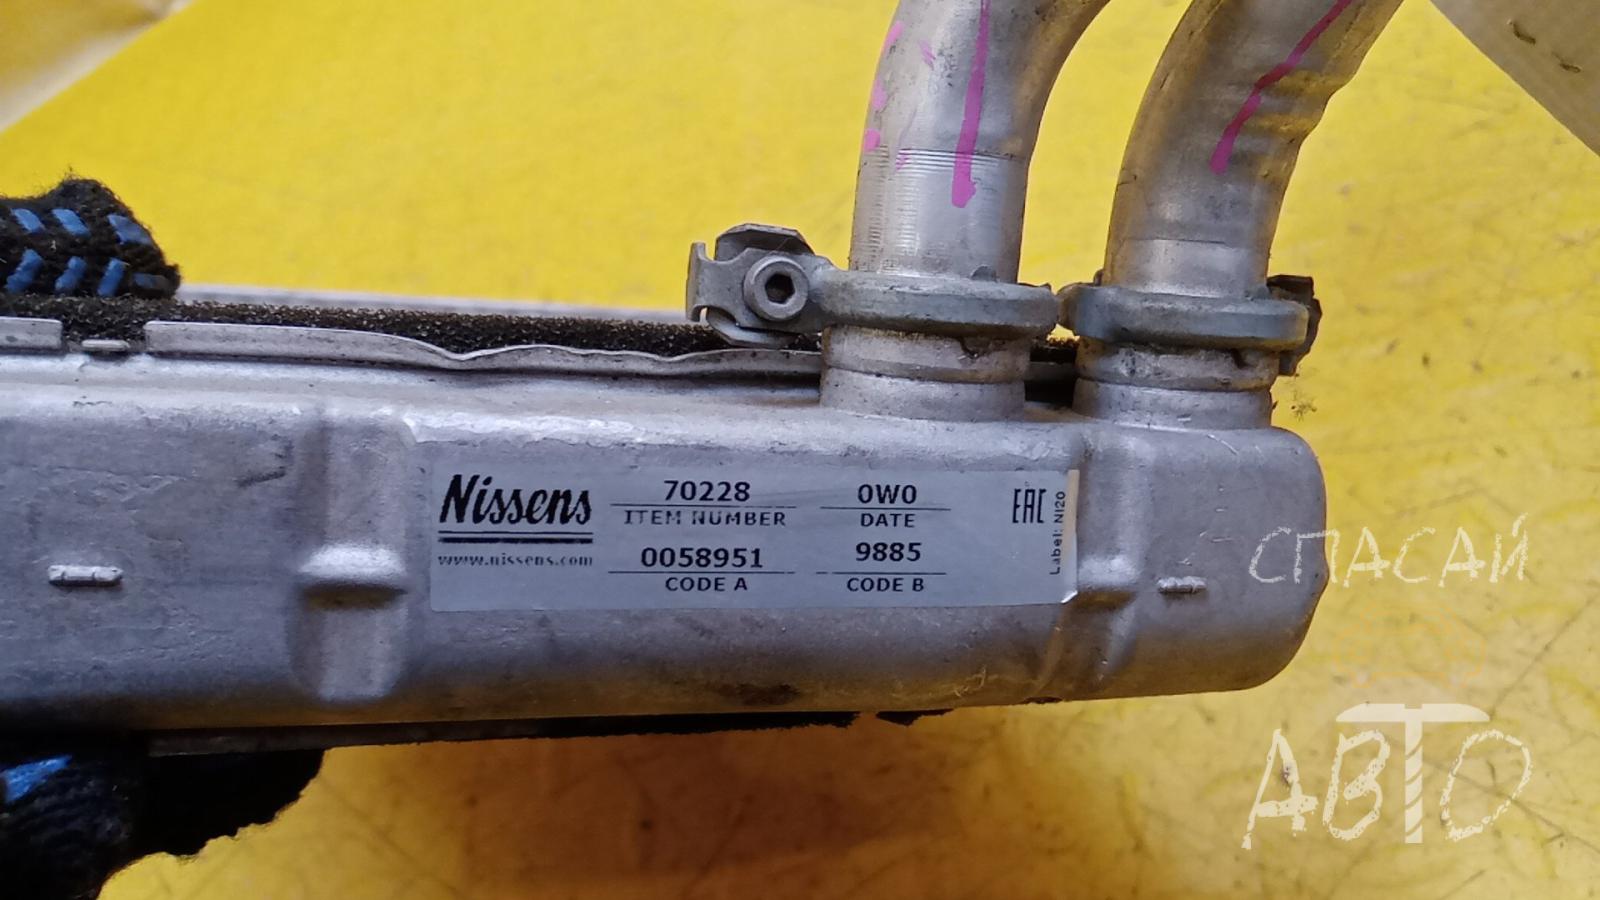 Nissens
www.nissens.com
70228
ITEM NUMBER
0058951
CODE A
0W0
DATE
9885
CODE B
EAC
Label: NI20
СПАСАЙ
АВТО